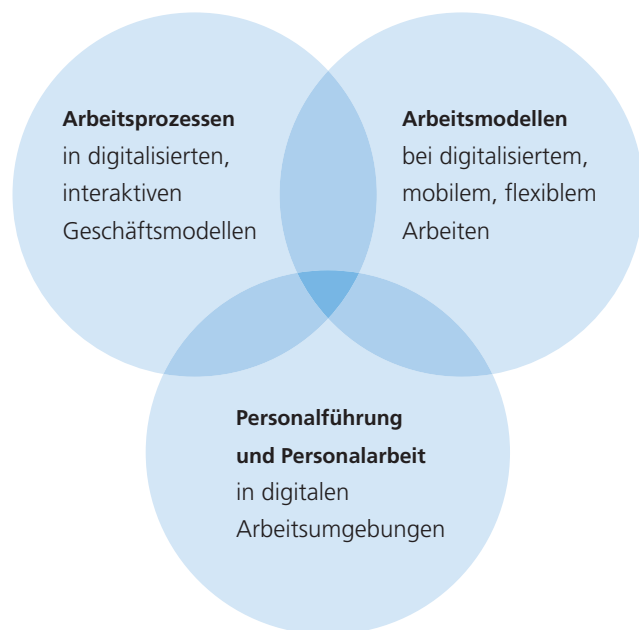 Arbeitsprozessen
in digitalisierten,
interaktiven
Geschäftsmodellen
Arbeitsmodellen
bei digitalisiertem,
mobilem, flexiblem
Arbeiten
Personalführung
und Personalarbeit
in digitalen
Arbeitsumgebungen